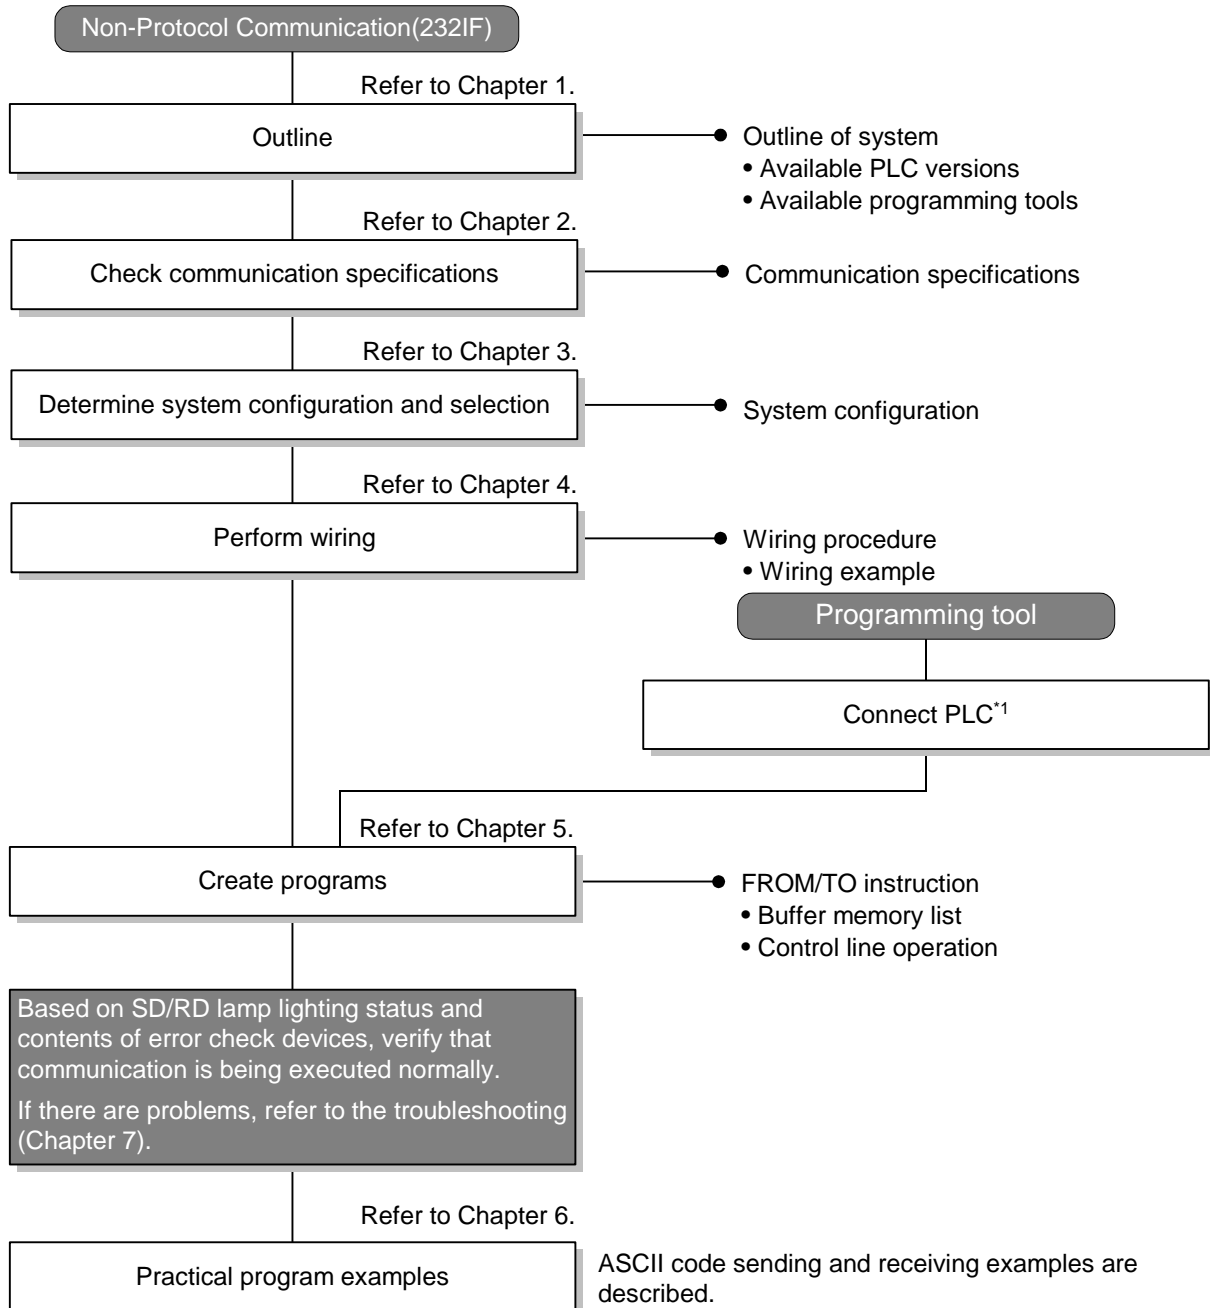 Non-Protocol Communication(232IF)
Refer to Chapter 1.
Outline
Outline of system
• Available PLC versions
• Available programming tools
Refer to Chapter 2.
Check communication specifications
Communication specifications
Refer to Chapter 3.
Determine system configuration and selection
System configuration
Refer to Chapter 4.
Perform wiring
Wiring procedure
• Wiring example
Programming tool
Connect PLC*1
Refer to Chapter 5.
Create programs
FROM/TO instruction
• Buffer memory list
• Control line operation
Based on SD/RD lamp lighting status and
contents of error check devices, verify that
communication is being executed normally.
If there are problems, refer to the troubleshooting
(Chapter 7).
Refer to Chapter 6.
Practical program examples
ASCII code sending and receiving examples are
described.